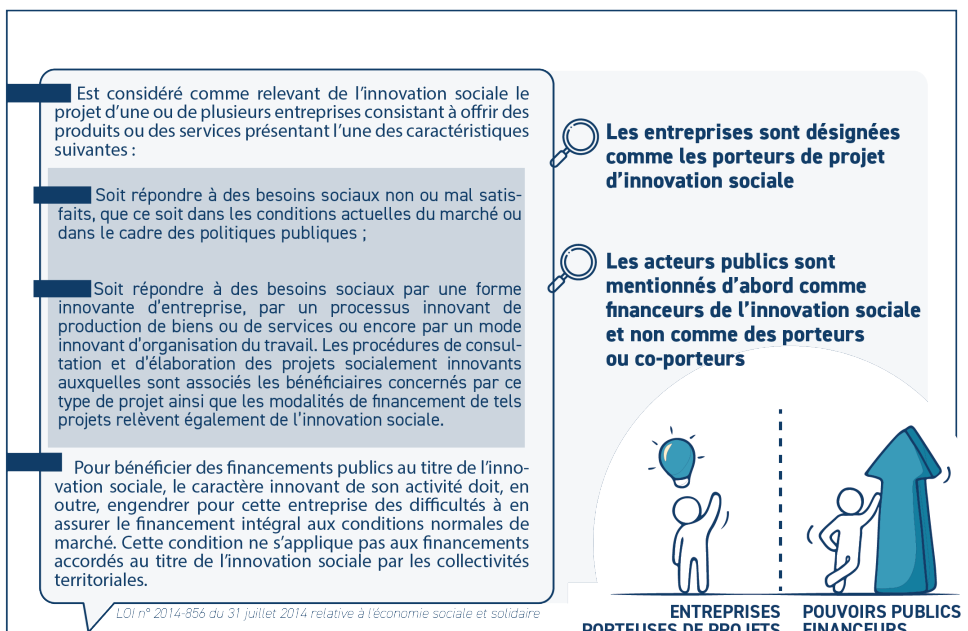 Est considéré comme relevant de l'innovation sociale le
projet d'une ou de plusieurs entreprises consistant à offrir des
produits ou des services présentant l'une des caractéristiques
suivantes :
Soit répondre à des besoins sociaux non ou mal satis-
faits, que ce soit dans les conditions actuelles du marché ou
dans le cadre des politiques publiques ;
Soit répondre à des besoins sociaux par une forme
innovante d'entreprise, par un processus innovant de
production de biens ou de services ou encore par un mode
innovant d'organisation du travail. Les procédures de consul-
tation et d'élaboration des projets socialement innovants
auxquelles sont associés les bénéficiaires concernés par ce
type de projet ainsi que les modalités de financement de tels
projets relèvent également de l'innovation sociale.
Pour bénéficier des financements publics au titre de l'inno-
vation sociale, le caractère innovant de son activité doit, en
outre, engendrer pour cette entreprise des difficultés à en
assurer le financement intégral aux conditions normales de
marché. Cette condition ne s'applique pas aux financements
accordés au titre de l'innovation sociale par les collectivités
territoriales.
LOI nº 2014-856 du 31 juillet 2014 relative à l'économie sociale et solidaire
Les entreprises sont désignées
comme les porteurs de projet
d'innovation sociale
Les acteurs publics sont
mentionnés d'abord comme
financeurs de l'innovation sociale
et non comme des porteurs
ou co-porteurs
ENTREPRISES
PORTEUSES DE PROJETS
POUVOIRS PUBLICS
FINANCEURS